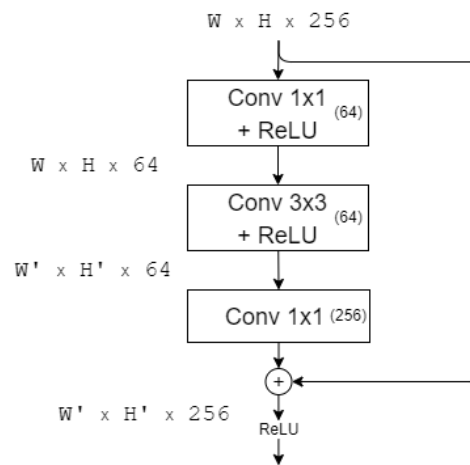 W x H x 256
Conv 1x1 (64)
+ ReLU
W x H x 64
Conv 3x3 (64)
+ ReLU
W' x H' x 64
Conv 1x1 (256)
+
W' x H' x 256
ReLU